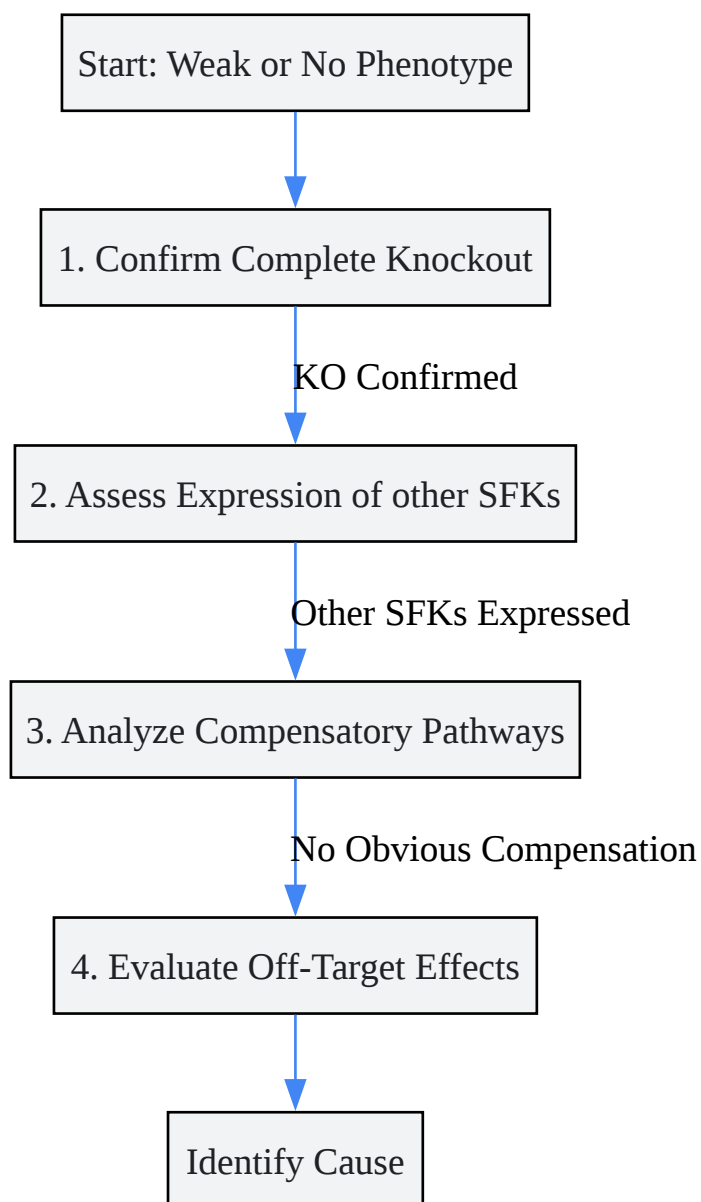 Start: Weak or No Phenotype
1. Confirm Complete Knockout
KO Confirmed
2. Assess Expression of other SFKs
Other SFKs Expressed
3. Analyze Compensatory Pathways
No Obvious Compensation
4. Evaluate Off-Target Effects
Identify Cause